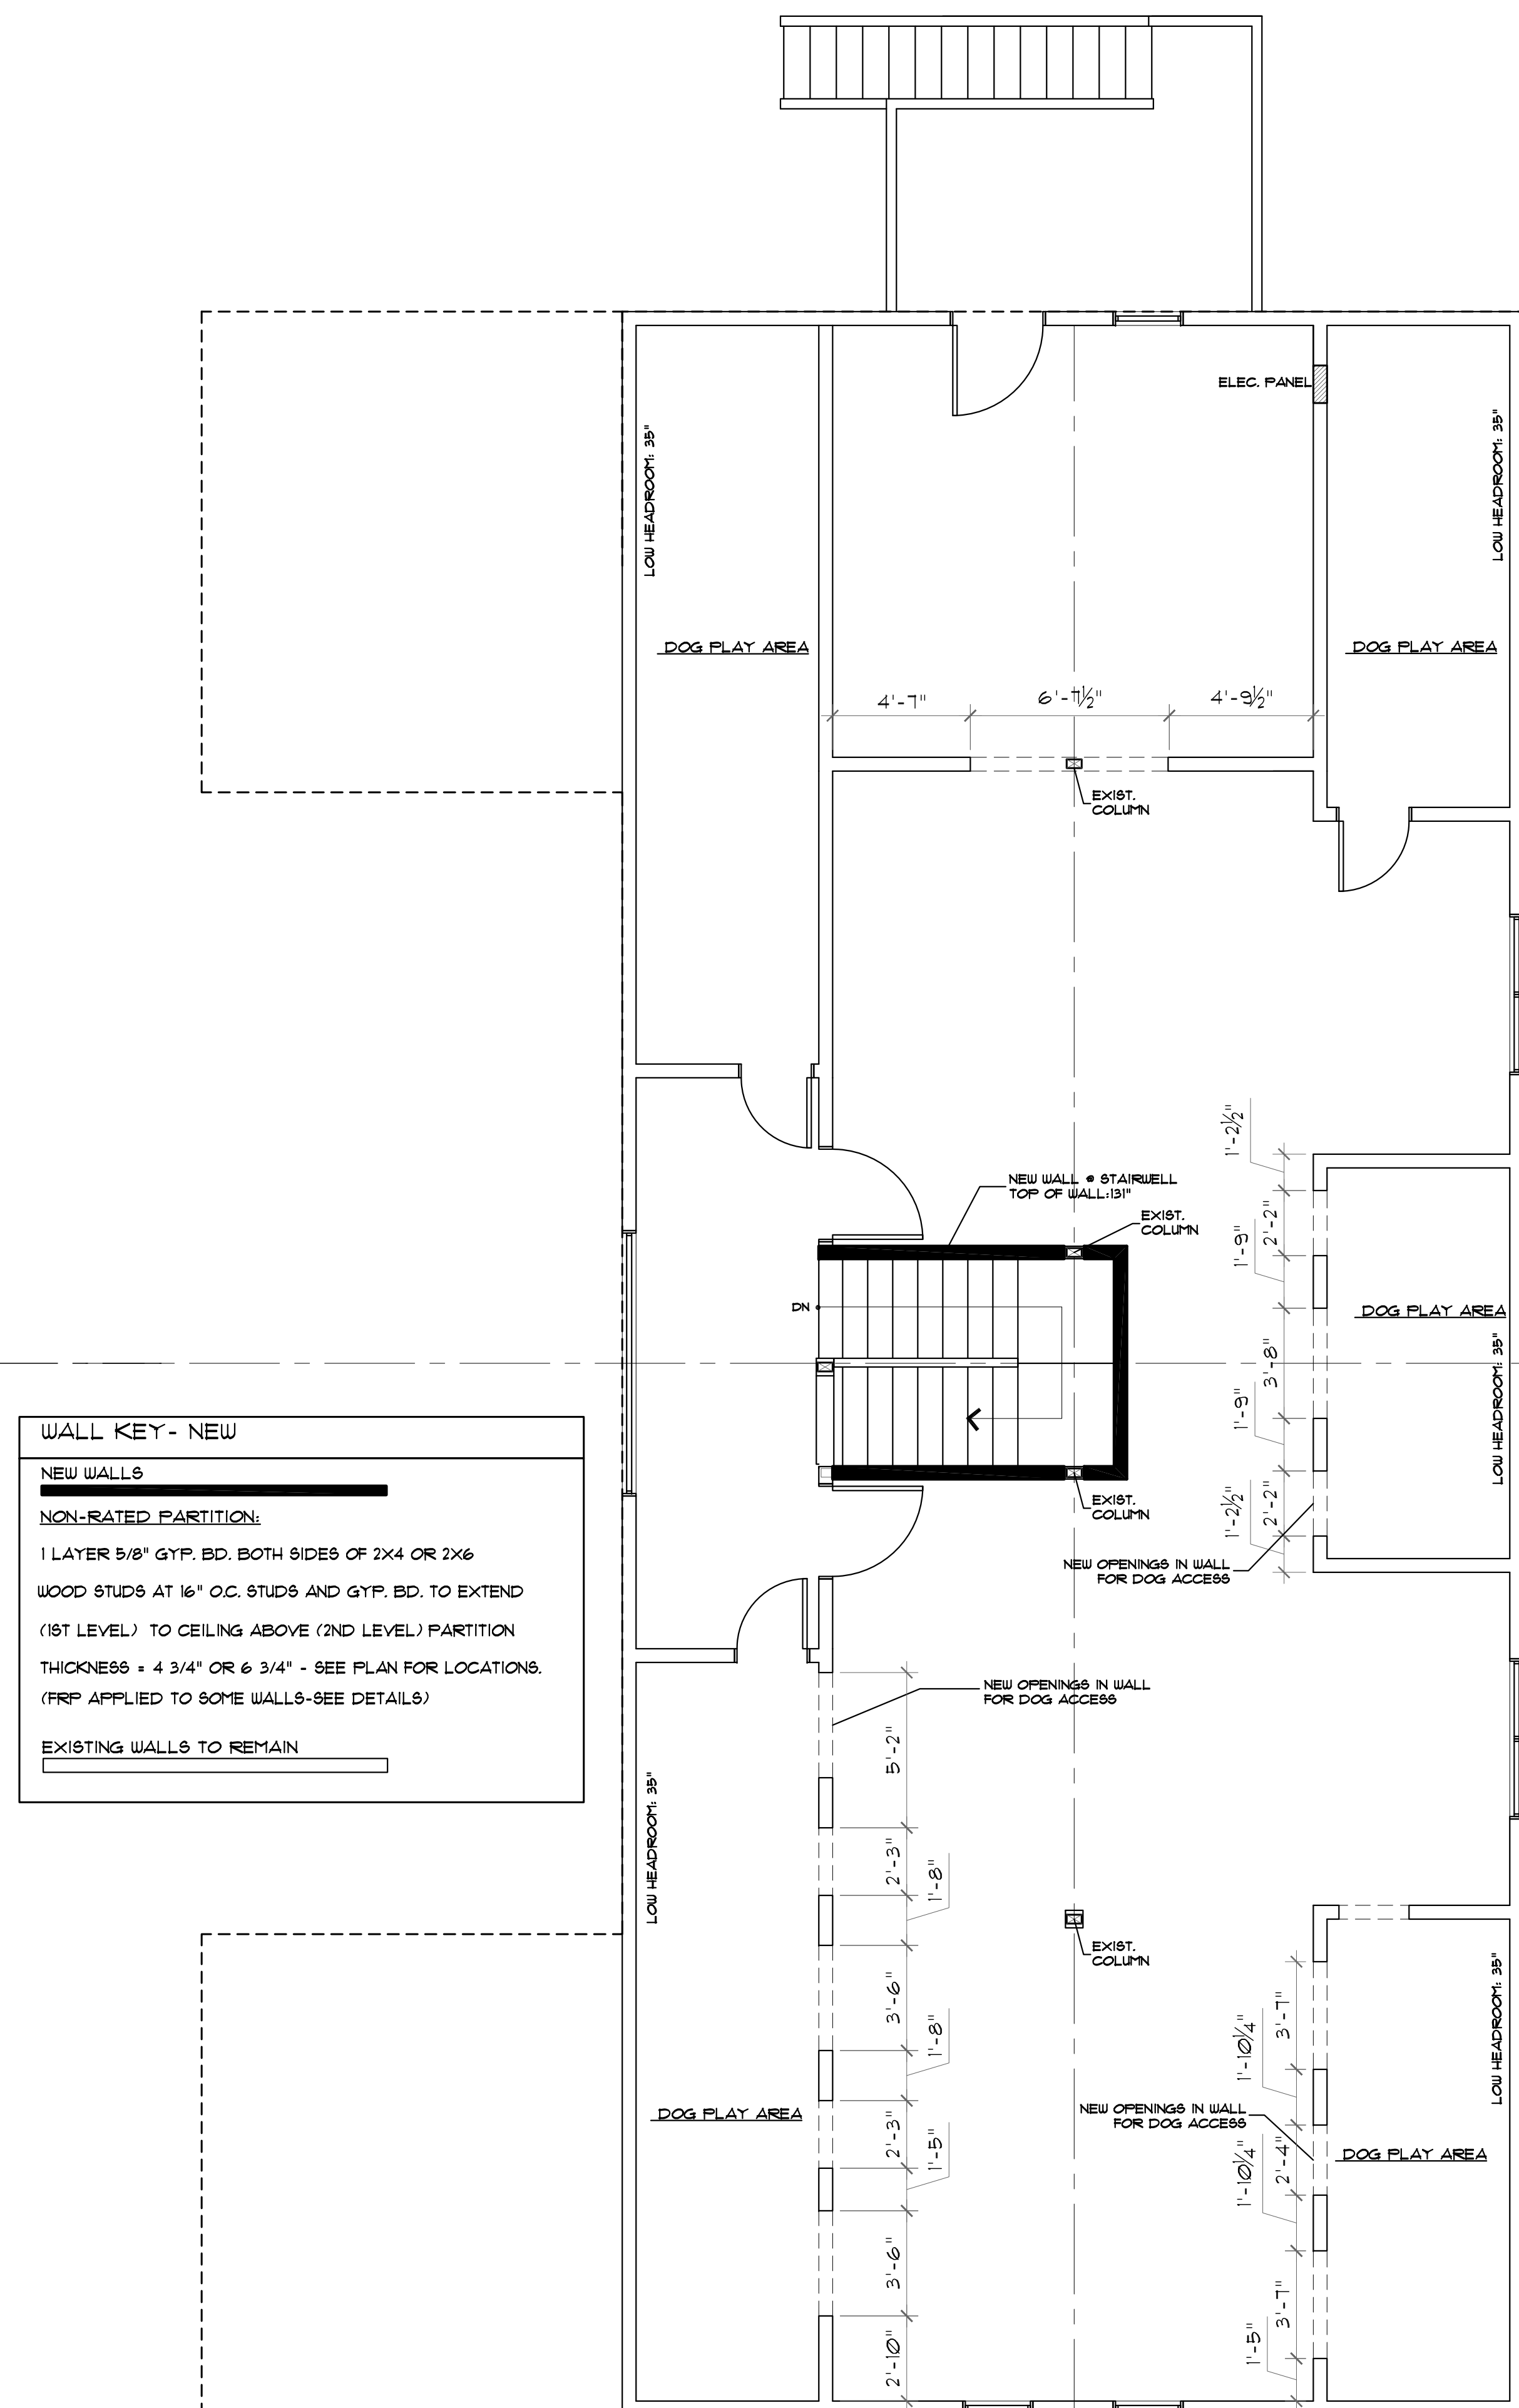 ELEC. PANEL
LOW HEADROOM: 35"
LOW HEADROOM: 35"
DOG PLAY AREA
DOG PLAY AREA
4'-7"
6'-7½"
4'-9½"
EXIST.
COLUMN
1'-2½"
2'-2"
1'-9"
3'-8"
1'-9"
2'-2"
1'-2½"
NEW WALL @ STAIRWELL
TOP OF WALL:131"
EXIST.
COLUMN
DN
DOG PLAY AREA
LOW HEADROOM: 35"
EXIST.
COLUMN
NEW OPENINGS IN WALL
FOR DOG ACCESS
WALL KEY- NEW
NEW WALLS
NON-RATED PARTITION:
1 LAYER 5/8" GYP. BD. BOTH SIDES OF 2X4 OR 2X6
WOOD STUDS AT 16" O.C. STUDS AND GYP. BD. TO EXTEND
(1ST LEVEL) TO CEILING ABOVE (2ND LEVEL) PARTITION
THICKNESS = 4 3/4" OR 6 3/4" - SEE PLAN FOR LOCATIONS.
(FRP APPLIED TO SOME WALLS-SEE DETAILS)
EXISTING WALLS TO REMAIN
NEW OPENINGS IN WALL
FOR DOG ACCESS
LOW HEADROOM: 35"
5'-2"
2'-3"
1'-8"
3'-6"
1'-8"
2'-3"
1'-5"
3'-6"
2'-10"
EXIST.
COLUMN
DOG PLAY AREA
LOW HEADROOM: 35"
3'-7"
1'-10¼"
NEW OPENINGS IN WALL
FOR DOG ACCESS
2'-4"
1'-10¼"
3'-7"
1'-5"
DOG PLAY AREA